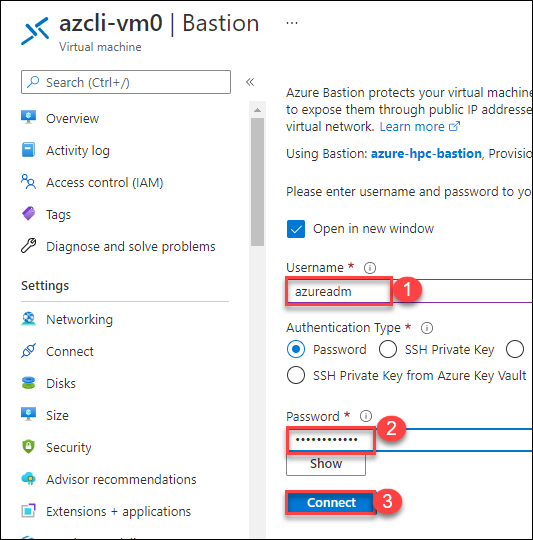 azcli-vm0 | Bastion ...
Virtual machine
Search (Ctrl+/)
«
Overview
Activity log
Access control (IAM)
Tags
Diagnose and solve problems
Settings
Networking
Connect
Disks
Size
Security
Advisor recommendations
Extensions + applications
Azure Bastion protects your virtual machine
to expose them through public IP addresse
virtual network. Learn more
Using Bastion: azure-hpc-bastion, Provision
Please enter username and password to yo
Open in new window
Username *
azureadm
1
Authentication Type *
Password
SSH Private Key
SSH Private Key from Azure Key Vault
Password *
••••••••••••
2
Show
Connect
3